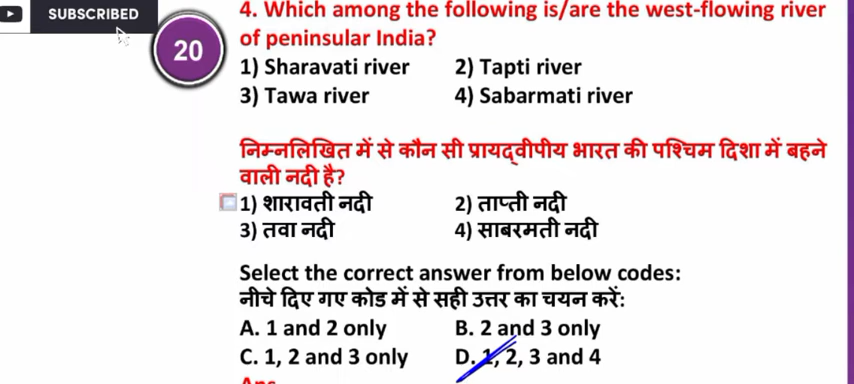 SUBSCRIBED
20
4. Which among the following is/are the west-flowing river
of peninsular India?
1) Sharavati river 2) Tapti river
3) Tawa river 4) Sabarmati river
निम्नलिखित में से कौन सी प्रायद्वीपीय भारत की पश्चिम दिशा में बहने
वाली नदी है?
1) शारावती नदी 2) ताप्ती नदी
3) तवा नदी 4) साबरमती नदी
Select the correct answer from below codes:
नीचे दिए गए कोड में से सही उत्तर का चयन करें:
A. 1 and 2 only B. 2 and 3 only
C. 1, 2 and 3 only D. 1, 2, 3 and 4